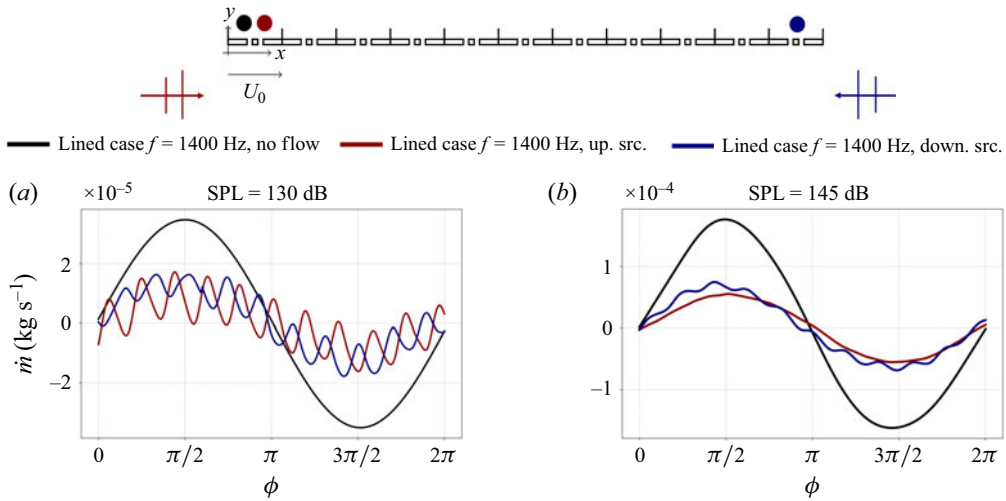 y
x
U₀
Lined case f = 1400 Hz, no flow Lined case f = 1400 Hz, up. src. Lined case f = 1400 Hz, down. src.
(a) ×10⁻⁵ SPL = 130 dB
2
0
−2
ṁ (kg s⁻¹)
0 π/2 π 3π/2 2π
ϕ
(b) ×10⁻⁴ SPL = 145 dB
1
0
−1
0 π/2 π 3π/2 2π
ϕ